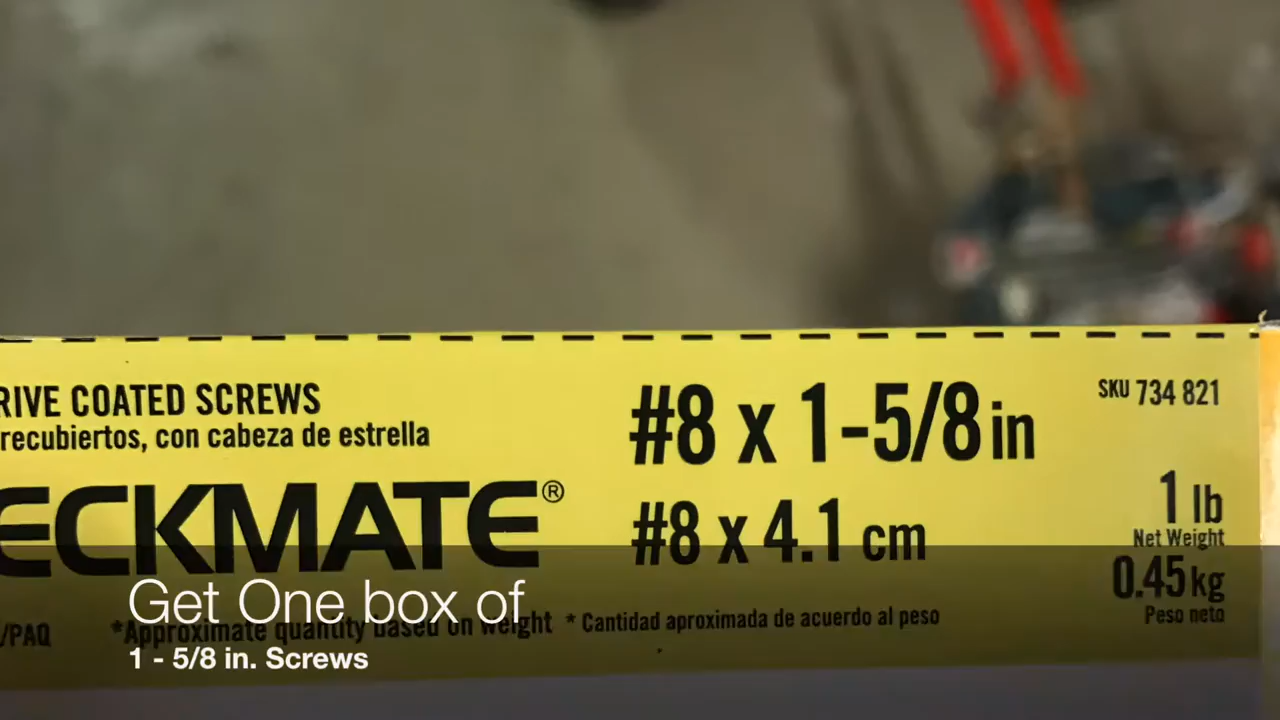 RIVE COATED SCREWS
recubiertos, con cabeza de estrella
ECKMATE®
#8 x 1-5/8 in
#8 x 4.1 cm
SKU 734 821
1 lb
Net Weight
0.45 kg
Peso neto
/PAQ
*Approximate quantity based on weight * Cantidad aproximada de acuerdo al peso
Get One box of
1 - 5/8 in. Screws